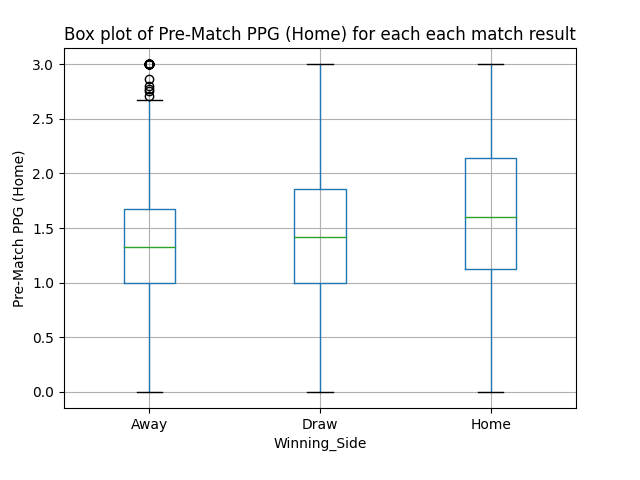 Box plot of Pre-Match PPG (Home) for each each match result
3.0
2.5
2.0
1.5
1.0
0.5
0.0
Pre-Match PPG (Home)
Away Draw Home
Winning_Side